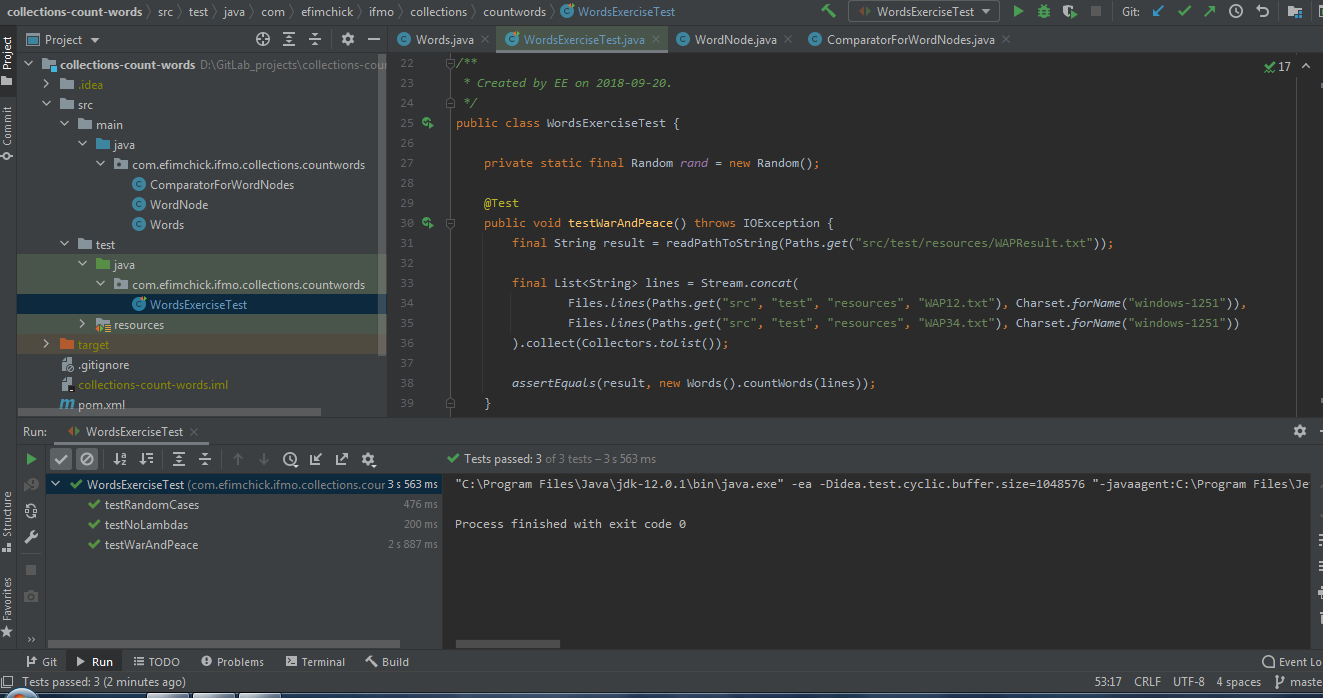 collections-count-words src test java com efimchick ifmo collections countwords WordsExerciseTest WordsExerciseTest Git:
Project Words.java WordsExerciseTest.java WordNode.java ComparatorForWordNodes.java
Project
Commit
Structure
Favorites
collections-count-words D:\GitLab_projects\collections-cou
.idea
src
main
java
com.efimchick.ifmo.collections.countwords
ComparatorForWordNodes
WordNode
Words
test
java
com.efimchick.ifmo.collections.countwords
WordsExerciseTest
resources
target
.gitignore
collections-count-words.iml
pom.xml
17
22 /**
23 * Created by EE on 2018-09-20.
24 */
25 public class WordsExerciseTest {
26
27 private static final Random rand = new Random();
28
29 @Test
30 public void testWarAndPeace() throws IOException {
31 final String result = readPathToString(Paths.get("src/test/resources/WAPResult.txt"));
32
33 final List<String> lines = Stream.concat(
34 Files.lines(Paths.get("src", "test", "resources", "WAP12.txt"), Charset.forName("windows-1251")),
35 Files.lines(Paths.get("src", "test", "resources", "WAP34.txt"), Charset.forName("windows-1251"))
36 ).collect(Collectors.toList());
37
38 assertEquals(result, new Words().countWords(lines));
39 }
Run: WordsExerciseTest
Tests passed: 3 of 3 tests – 3 s 563 ms
WordsExerciseTest (com.efimchick.ifmo.collections.cour 3 s 563 ms
testRandomCases 476 ms
testNoLambdas 200 ms
testWarAndPeace 2 s 887 ms
"C:\Program Files\Java\jdk-12.0.1\bin\java.exe" -ea -Didea.test.cyclic.buffer.size=1048576 "-javaagent:C:\Program Files\Je
Process finished with exit code 0
Git Run TODO Problems Terminal Build Event Lo
Tests passed: 3 (2 minutes ago) 53:17 CRLF UTF-8 4 spaces maste